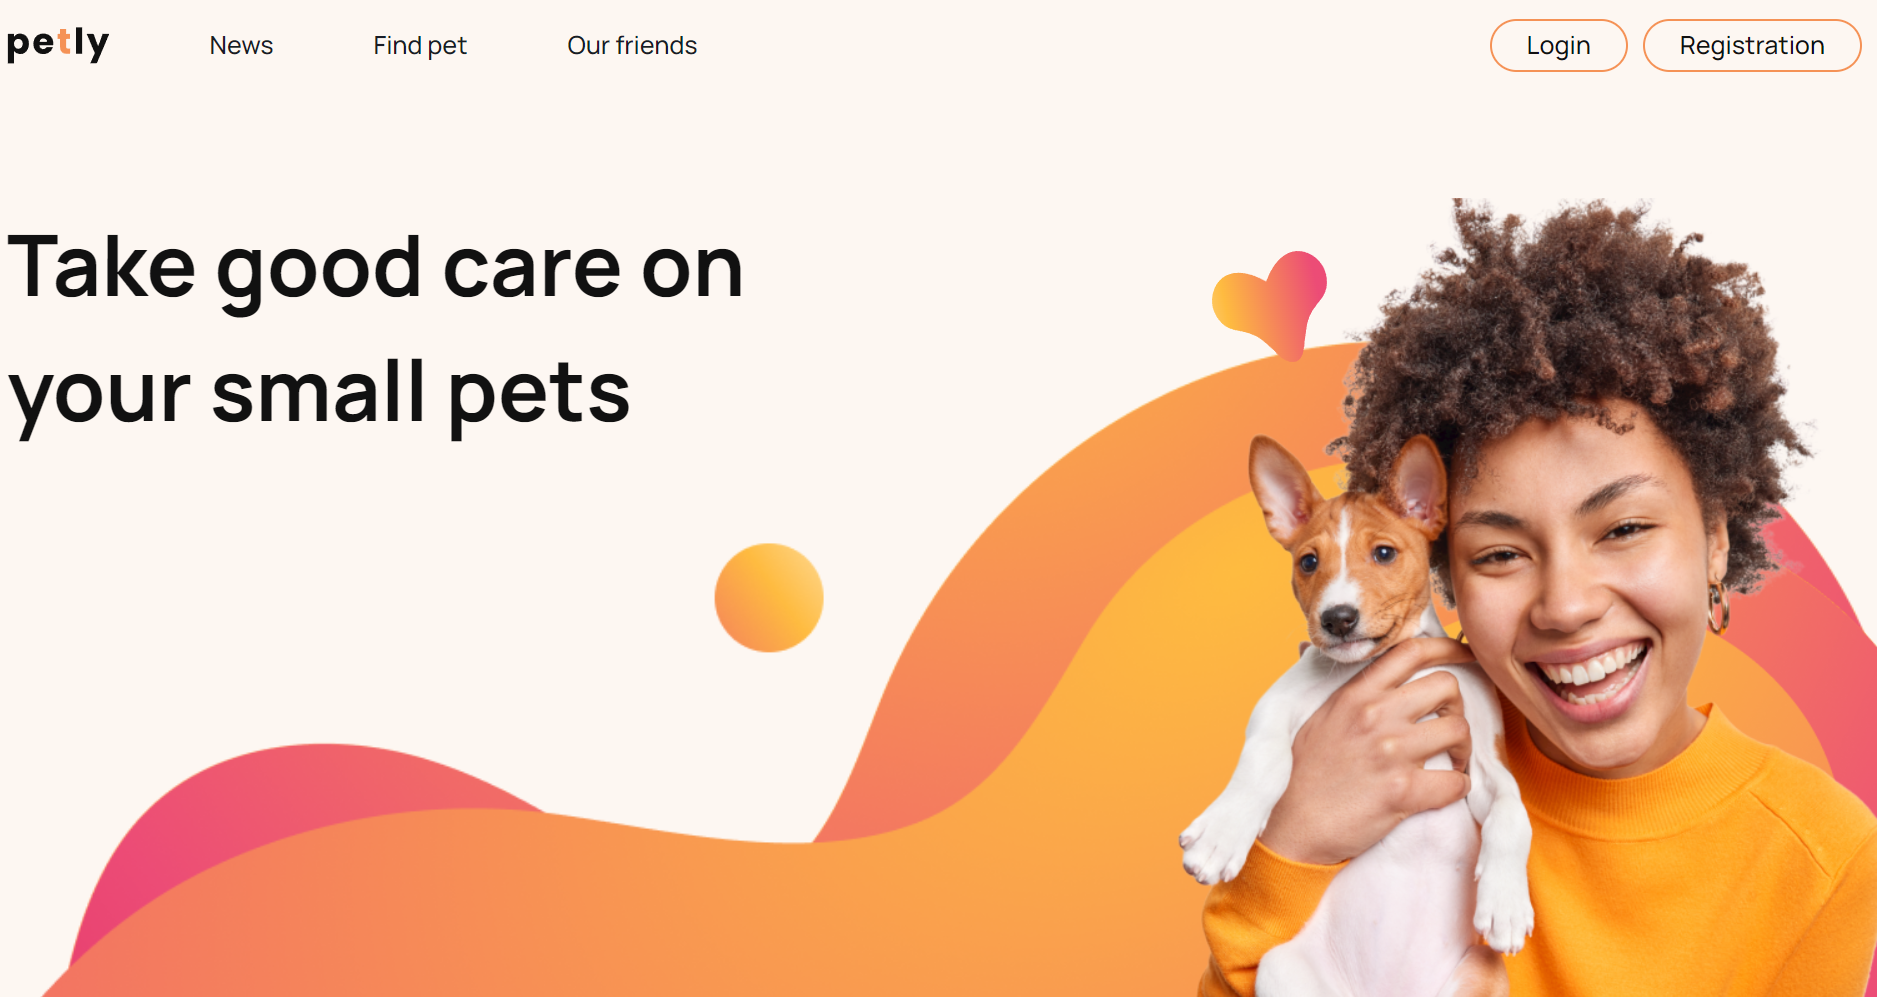 petly
News
Find pet
Our friends
Login
Registration
Take good care on
your small pets